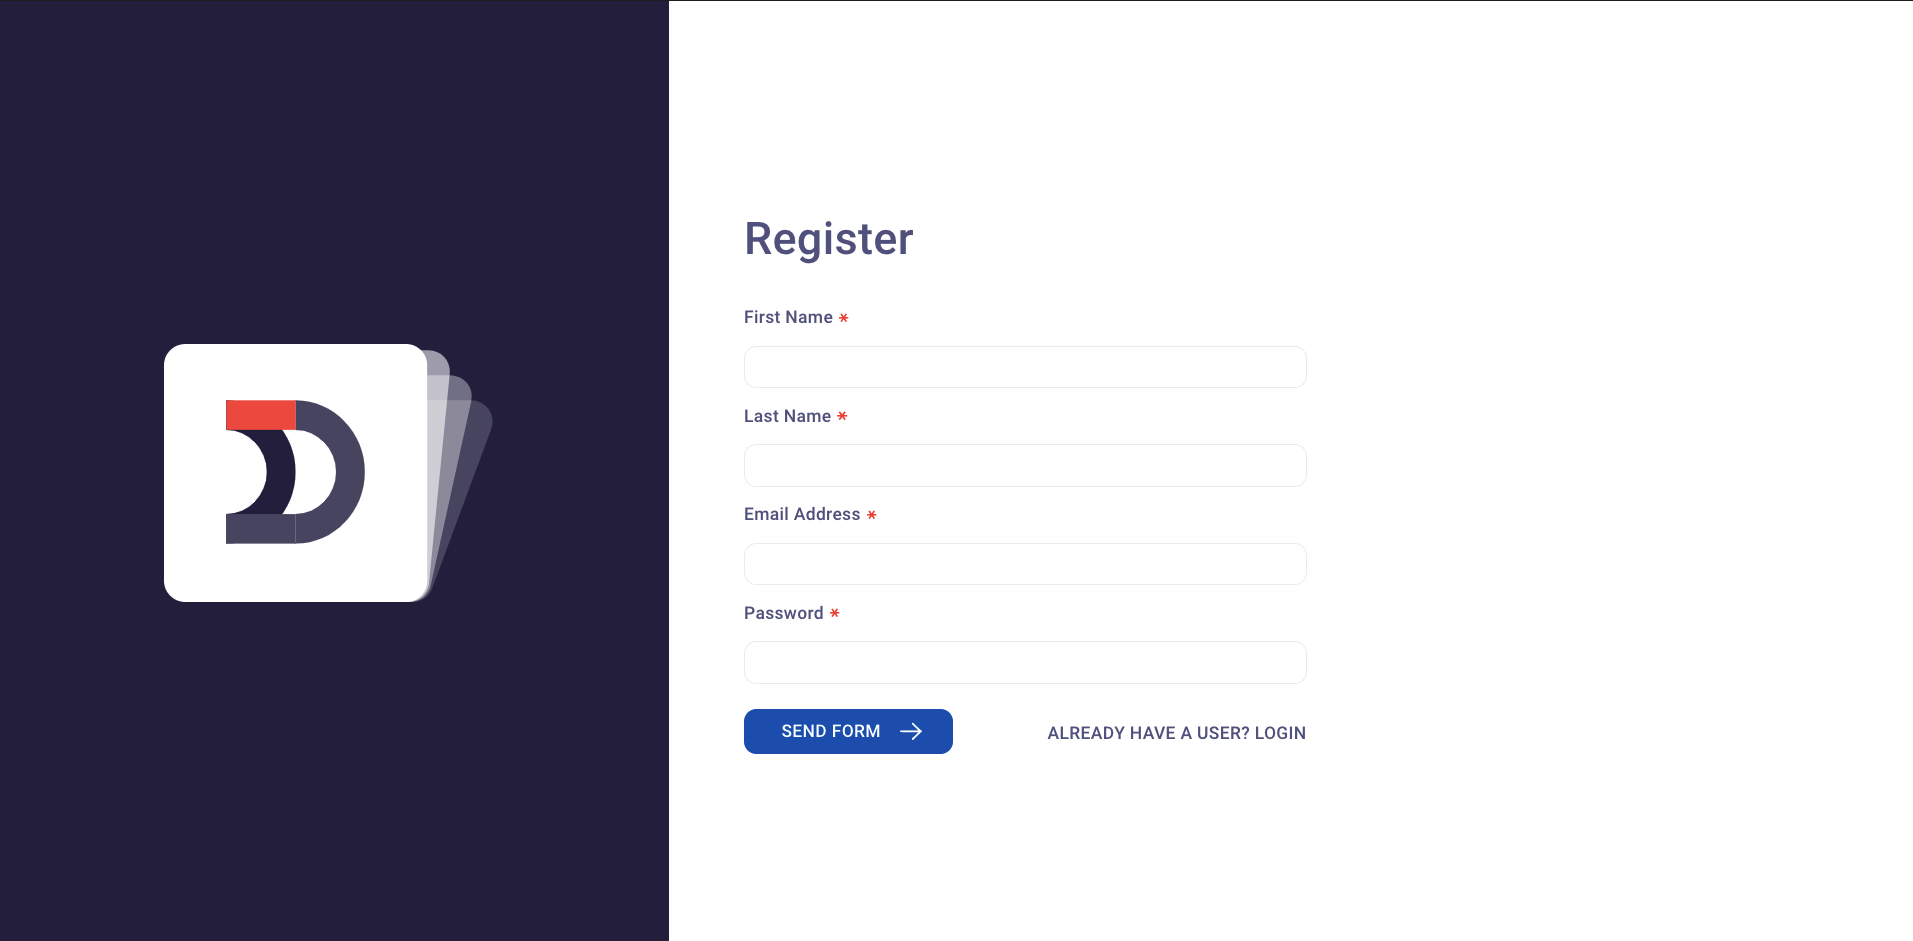 Register
First Name *
Last Name *
Email Address *
Password *
SEND FORM
ALREADY HAVE A USER? LOGIN